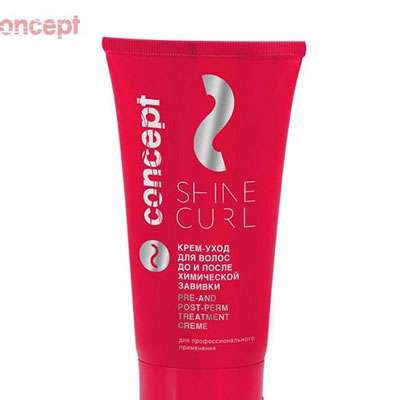 oncept
concept
SHINE
CURL
КРЕМ-УХОД
ДЛЯ ВОЛОС
ДО И ПОСЛЕ
ХИМИЧЕСКОЙ
ЗАВИВКИ
PRE-AND
POST-PERM
TREATMENT
CREME
для профессионального
применения